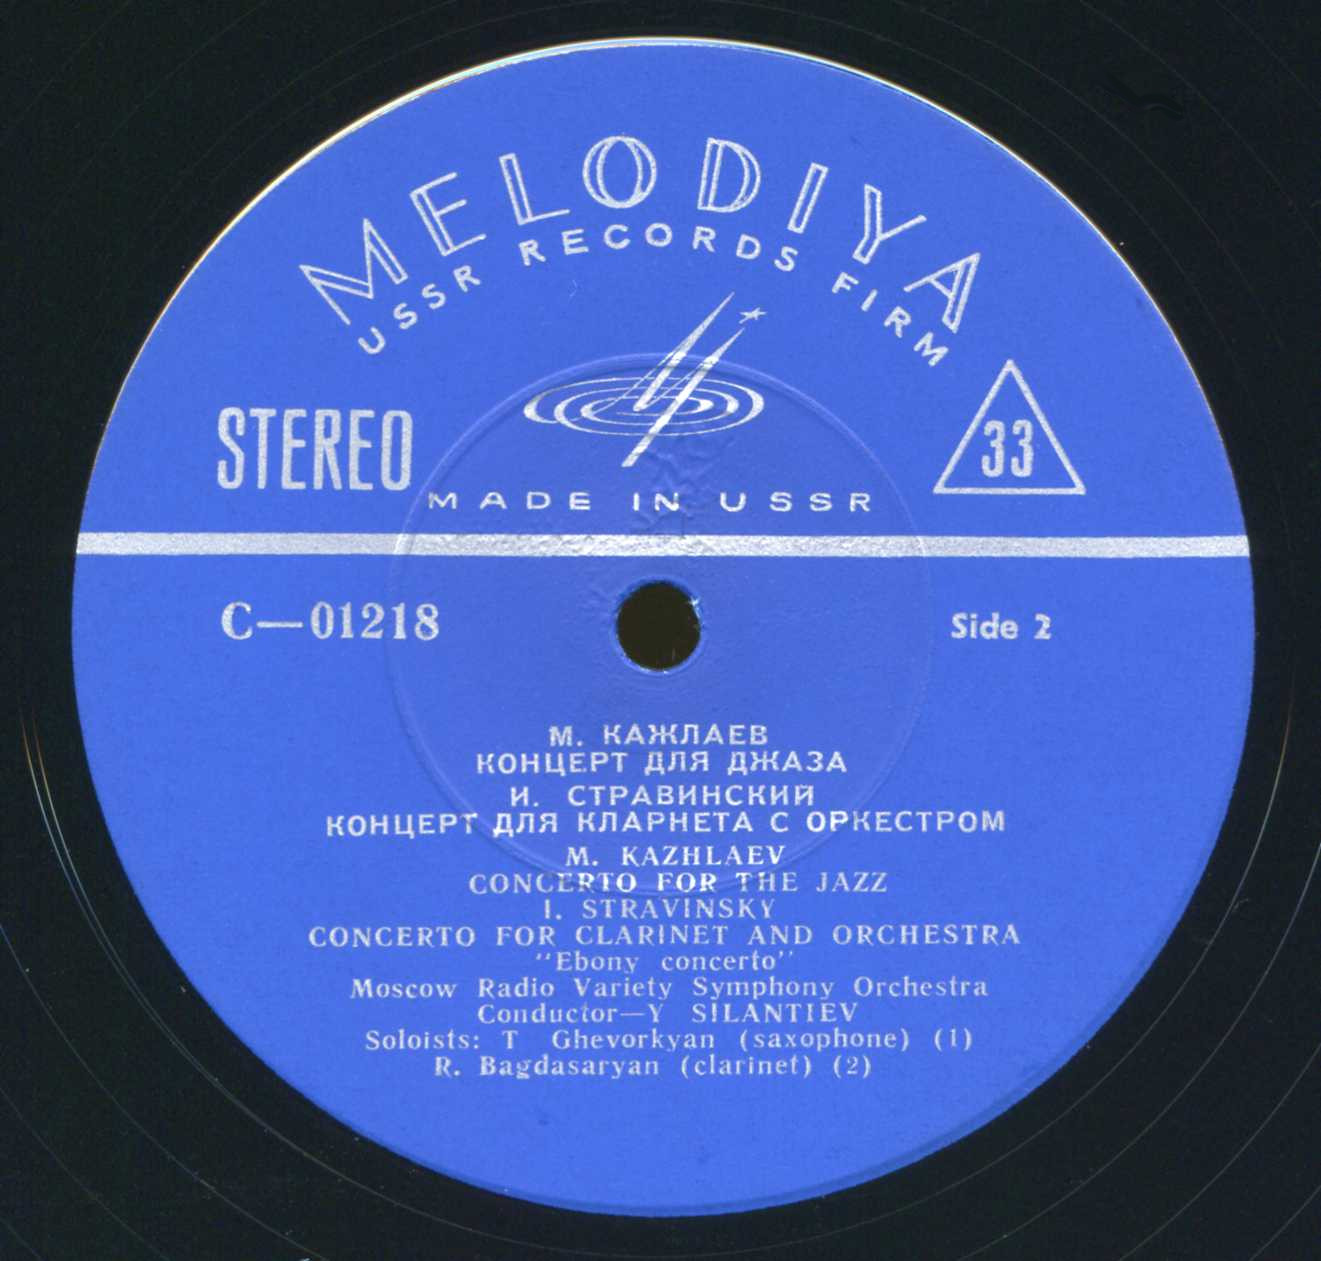 MELODIYA
USSR RECORDS FIRM
STEREO
33
MADE IN USSR
C—01218
Side 2
М. КАЖЛАЕВ
КОНЦЕРТ ДЛЯ ДЖАЗА
И. СТРАВИНСКИЙ
КОНЦЕРТ ДЛЯ КЛАРНЕТА С ОРКЕСТРОМ
M. KAZHLAEV
CONCERTO FOR THE JAZZ
I. STRAVINSKY
CONCERTO FOR CLARINET AND ORCHESTRA
"Ebony concerto"
Moscow Radio Variety Symphony Orchestra
Conductor—Y SILANTIEV
Soloists: T Ghevorkyan (saxophone) (1)
R. Bagdasaryan (clarinet) (2)